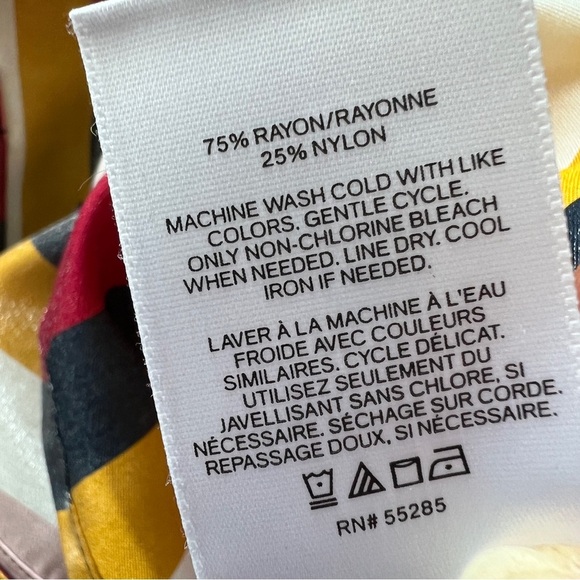 75% RAYON/RAYONNE
25% NYLON
MACHINE WASH COLD WITH LIKE
COLORS. GENTLE CYCLE.
ONLY NON-CHLORINE BLEACH
WHEN NEEDED. LINE DRY. COOL
IRON IF NEEDED.
LAVER À LA MACHINE À L'EAU
FROIDE AVEC COULEURS
SIMILAIRES. CYCLE DÉLICAT.
UTILISEZ SEULEMENT DU
JAVELLISANT SANS CHLORE, SI
NÉCESSAIRE. SÉCHAGE SUR CORDE.
REPASSAGE DOUX, SI NÉCESSAIRE.
RN# 55285